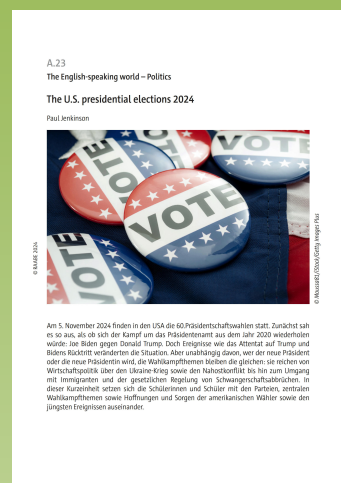 A.23
The English-speaking world – Politics
The U.S. presidential elections 2024
Paul Jenkinson
VOTE
VOTE
VOTE
VOTE
© RAABE 2024
© MousssaB2/iStock/Getty Images Plus
Am 5. November 2024 finden in den USA die 60.Präsidentschaftswahlen statt. Zunächst sah
es so aus, als ob sich der Kampf um das Präsidentenamt aus dem Jahr 2020 wiederholen
würde: Joe Biden gegen Donald Trump. Doch Ereignisse wie das Attentat auf Trump und
Bidens Rücktritt veränderten die Situation. Aber unabhängig davon, wer der neue Präsident
oder die neue Präsidentin wird, die Wahlkampfthemen bleiben die gleichen: sie reichen von
Wirtschaftspolitik über den Ukraine-Krieg sowie den Nahostkonflikt bis hin zum Umgang
mit Immigranten und der gesetzlichen Regelung von Schwangerschaftsabbrüchen. In
dieser Kurzeinheit setzen sich die Schülerinnen und Schüler mit den Parteien, zentralen
Wahlkampfthemen sowie Hoffnungen und Sorgen der amerikanischen Wähler sowie den
jüngsten Ereignissen auseinander.